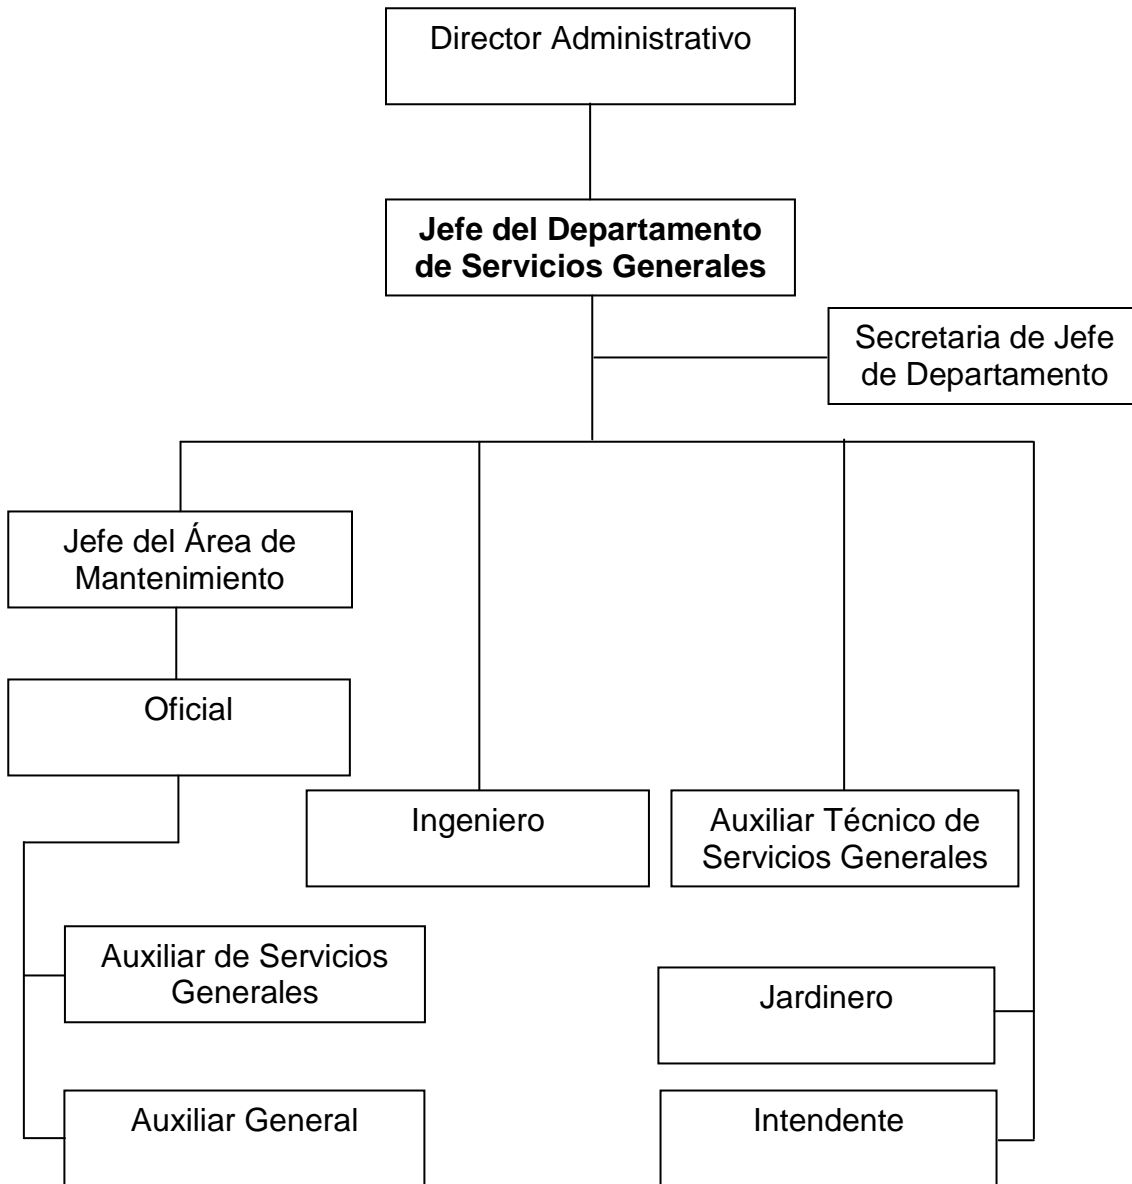 Director Administrativo
Jefe del Departamento
de Servicios Generales
Secretaria de Jefe
de Departamento
Jefe del Área de
Mantenimiento
Oficial
Ingeniero
Auxiliar Técnico de
Servicios Generales
Auxiliar de Servicios
Generales
Jardinero
Auxiliar General
Intendente